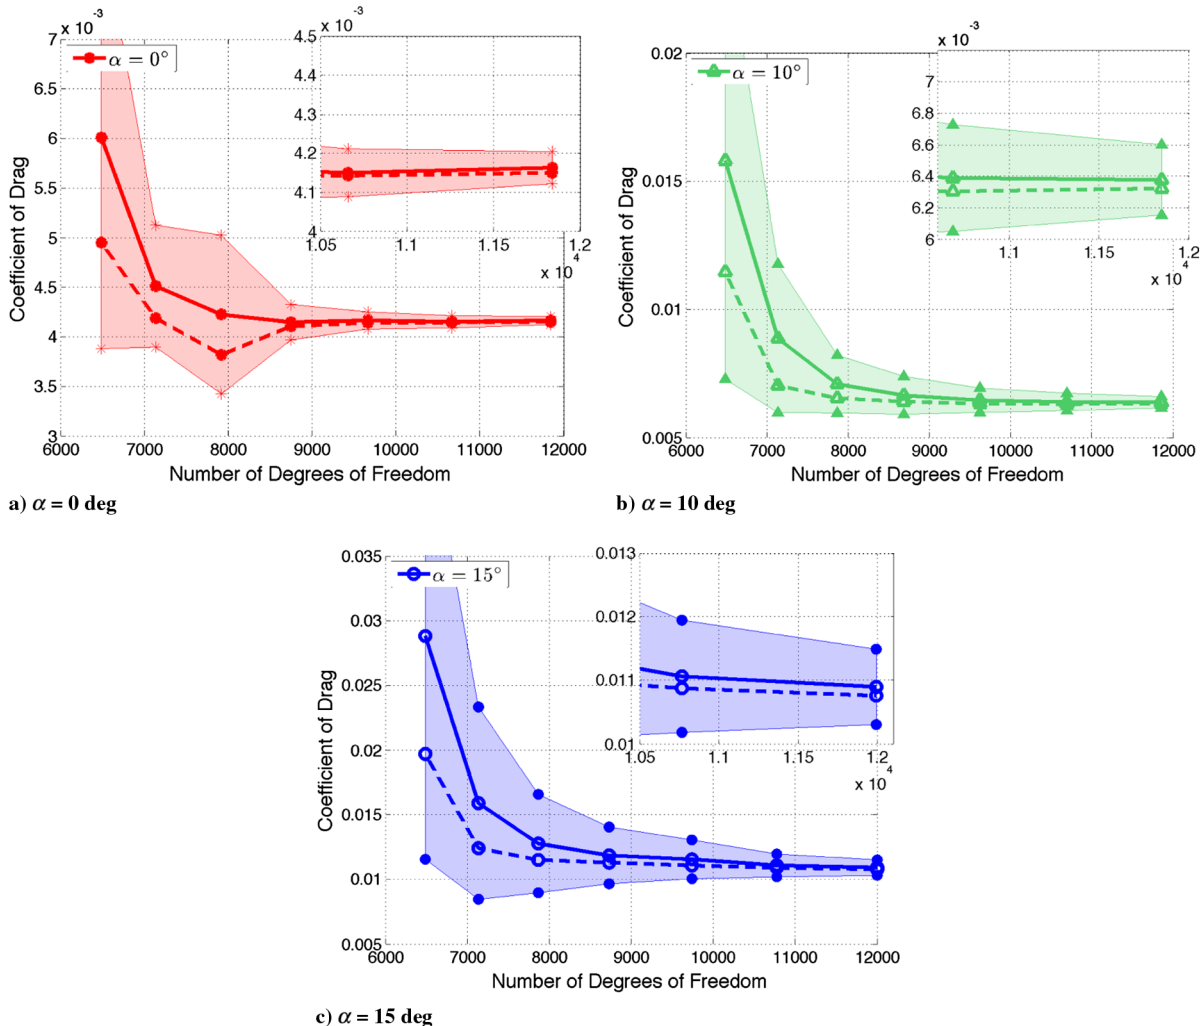 x 10⁻³
7
6.5
6
5.5
5
4.5
4
3.5
3
α = 0°
Coefficient of Drag
6000 7000 8000 9000 10000 11000 12000
Number of Degrees of Freedom
x 10⁻³
4.5
4.4
4.3
4.2
4.1
4
1.05 1.1 1.15 1.2
x 10⁴
a) α = 0 deg
0.02
0.015
0.01
0.005
α = 10°
Coefficient of Drag
6000 7000 8000 9000 10000 11000 12000
Number of Degrees of Freedom
x 10⁻³
7
6.8
6.6
6.4
6.2
6
1.1 1.15 1.2
x 10⁴
b) α = 10 deg
0.035
0.03
0.025
0.02
0.015
0.01
0.005
α = 15°
Coefficient of Drag
6000 7000 8000 9000 10000 11000 12000
Number of Degrees of Freedom
0.013
0.012
0.011
0.01
1.05 1.1 1.15 1.2
x 10⁴
c) α = 15 deg